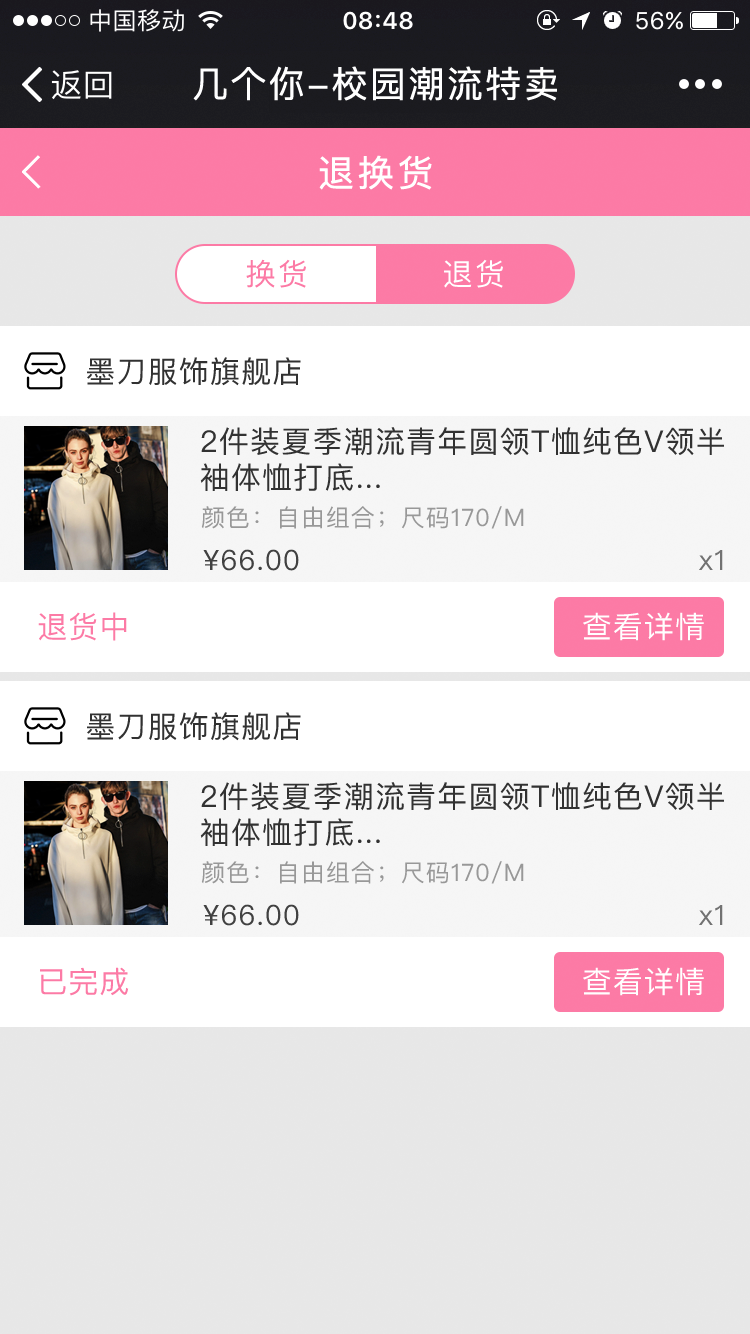 中国移动 08:48 56%
返回 几个你-校园潮流特卖
退换货
换货 退货
墨刀服饰旗舰店
2件装夏季潮流青年圆领T恤纯色V领半
袖体恤打底...
颜色：自由组合；尺码170/M
¥66.00 x1
退货中 查看详情
墨刀服饰旗舰店
2件装夏季潮流青年圆领T恤纯色V领半
袖体恤打底...
颜色：自由组合；尺码170/M
¥66.00 x1
已完成 查看详情